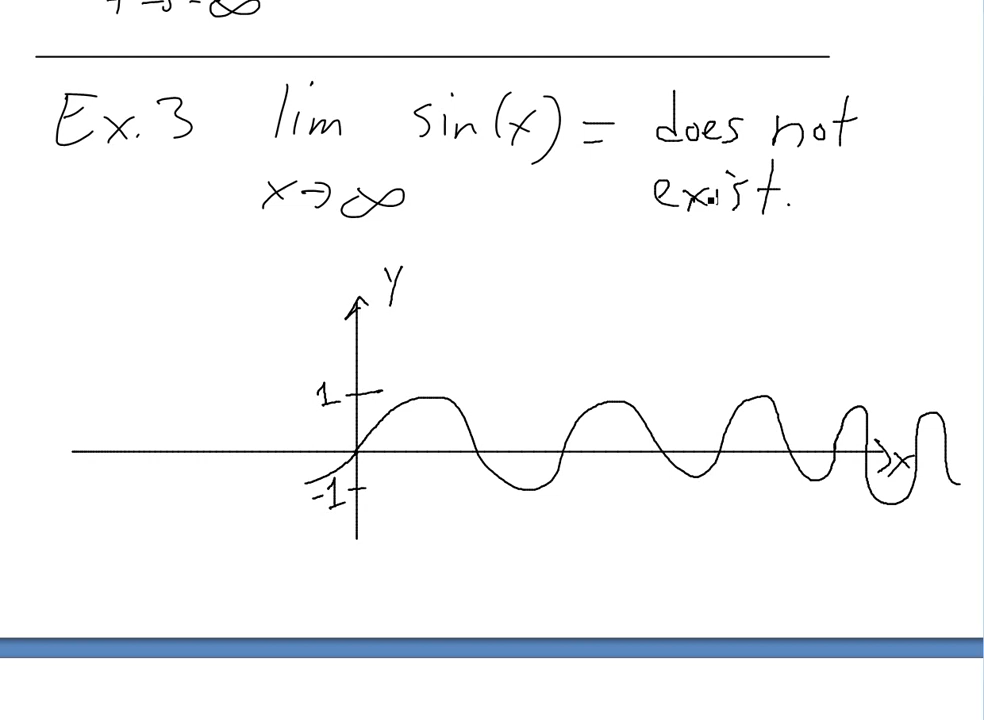 Ex. 3 lim sin(x) = does not
x→∞ exist.
Y
1
-1
x